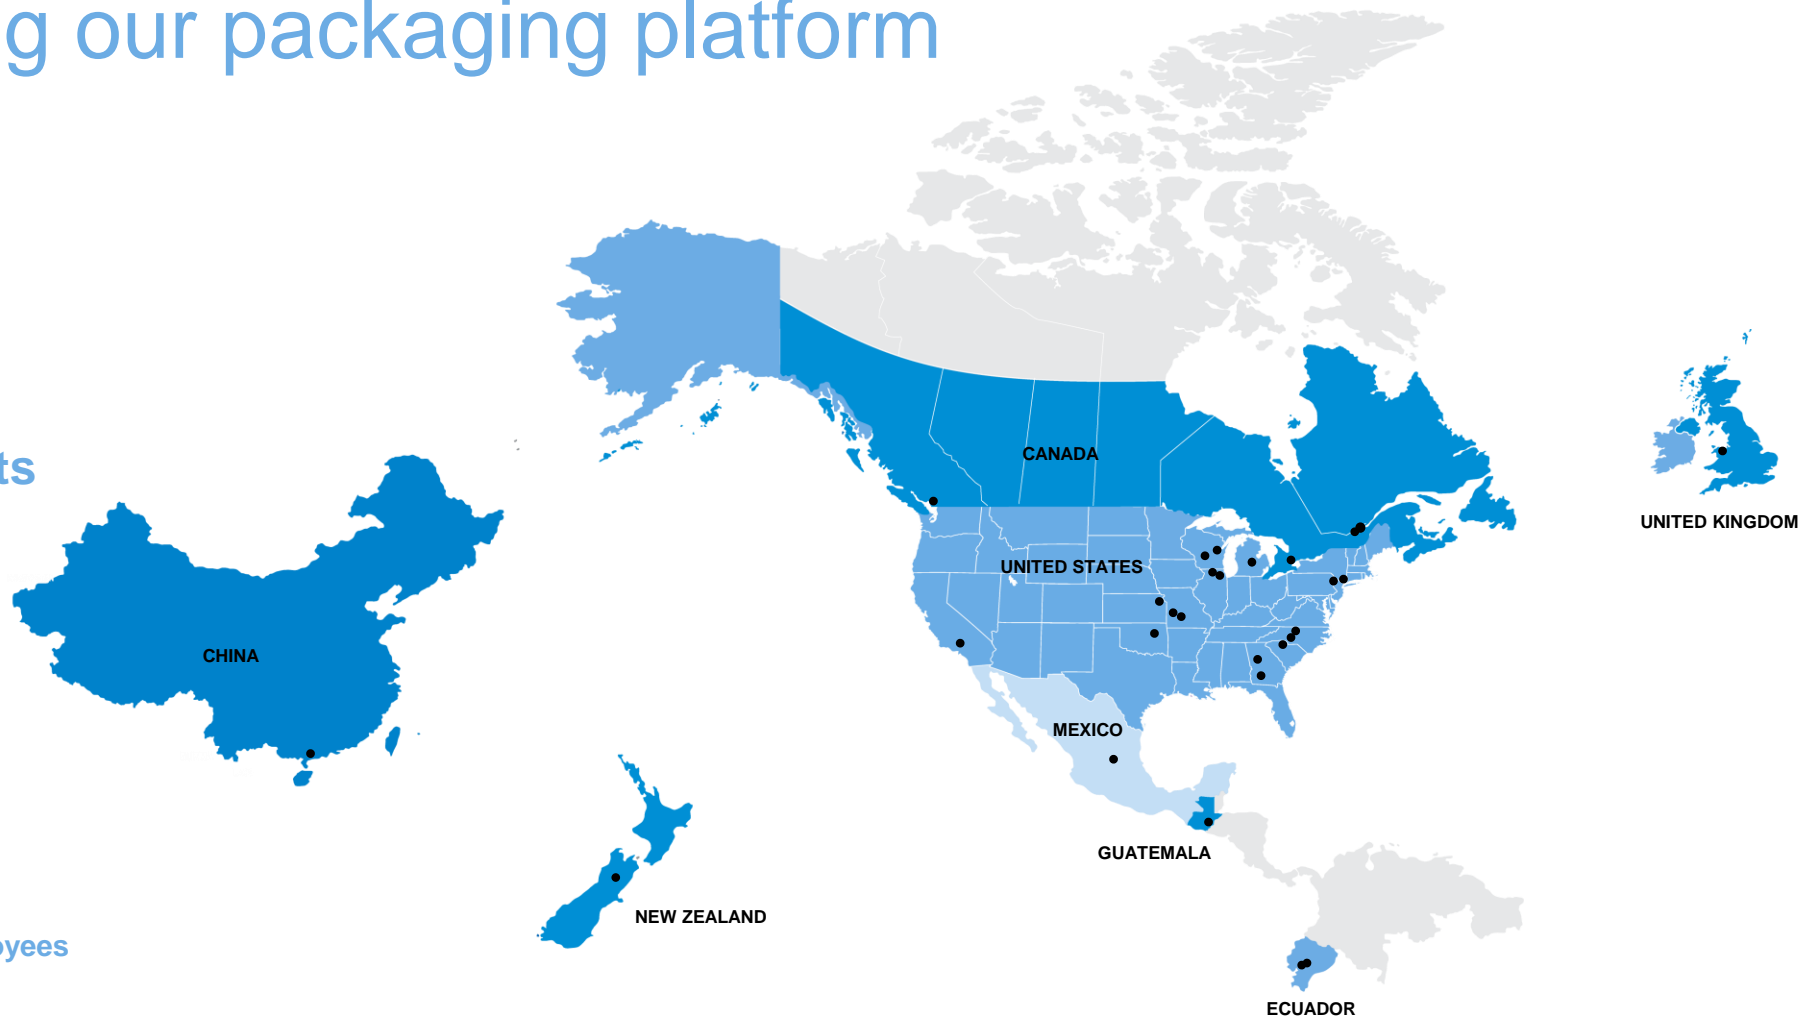 g our packaging platform
CANADA
ts
UNITED KINGDOM
UNITED STATES
CHINA
MEXICO
GUATEMALA
NEW ZEALAND
oyees
ECUADOR